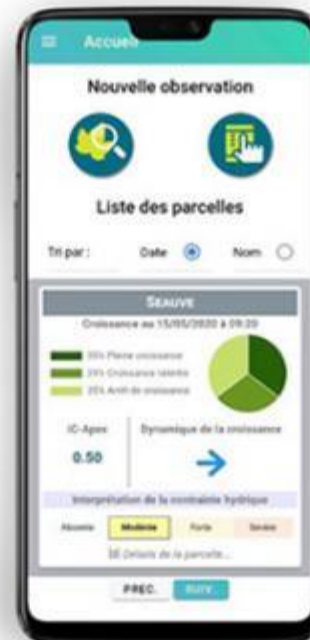 Accueil
Nouvelle observation
Liste des parcelles
Tri par : Date Nom
SEAUVE
Croissance au 15/05/2020 à 09:20
Pleine croissance
Croissance ralentie
Arrêt de croissance
iC-Apex Dynamique de la croissance
0.50
Interprétation de la contrainte hydrique
Absente Modérée Forte Sévère
Détails de la parcelle...
PREC. SUIV.